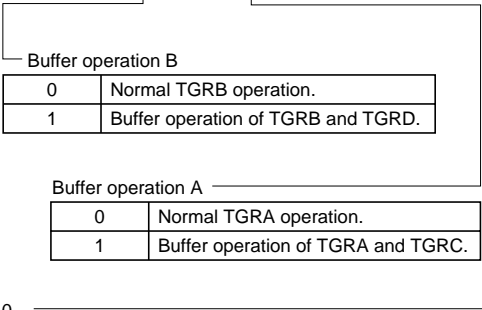 Buffer operation B
0 Normal TGRB operation.
1 Buffer operation of TGRB and TGRD.
Buffer operation A
0 Normal TGRA operation.
1 Buffer operation of TGRA and TGRC.
0